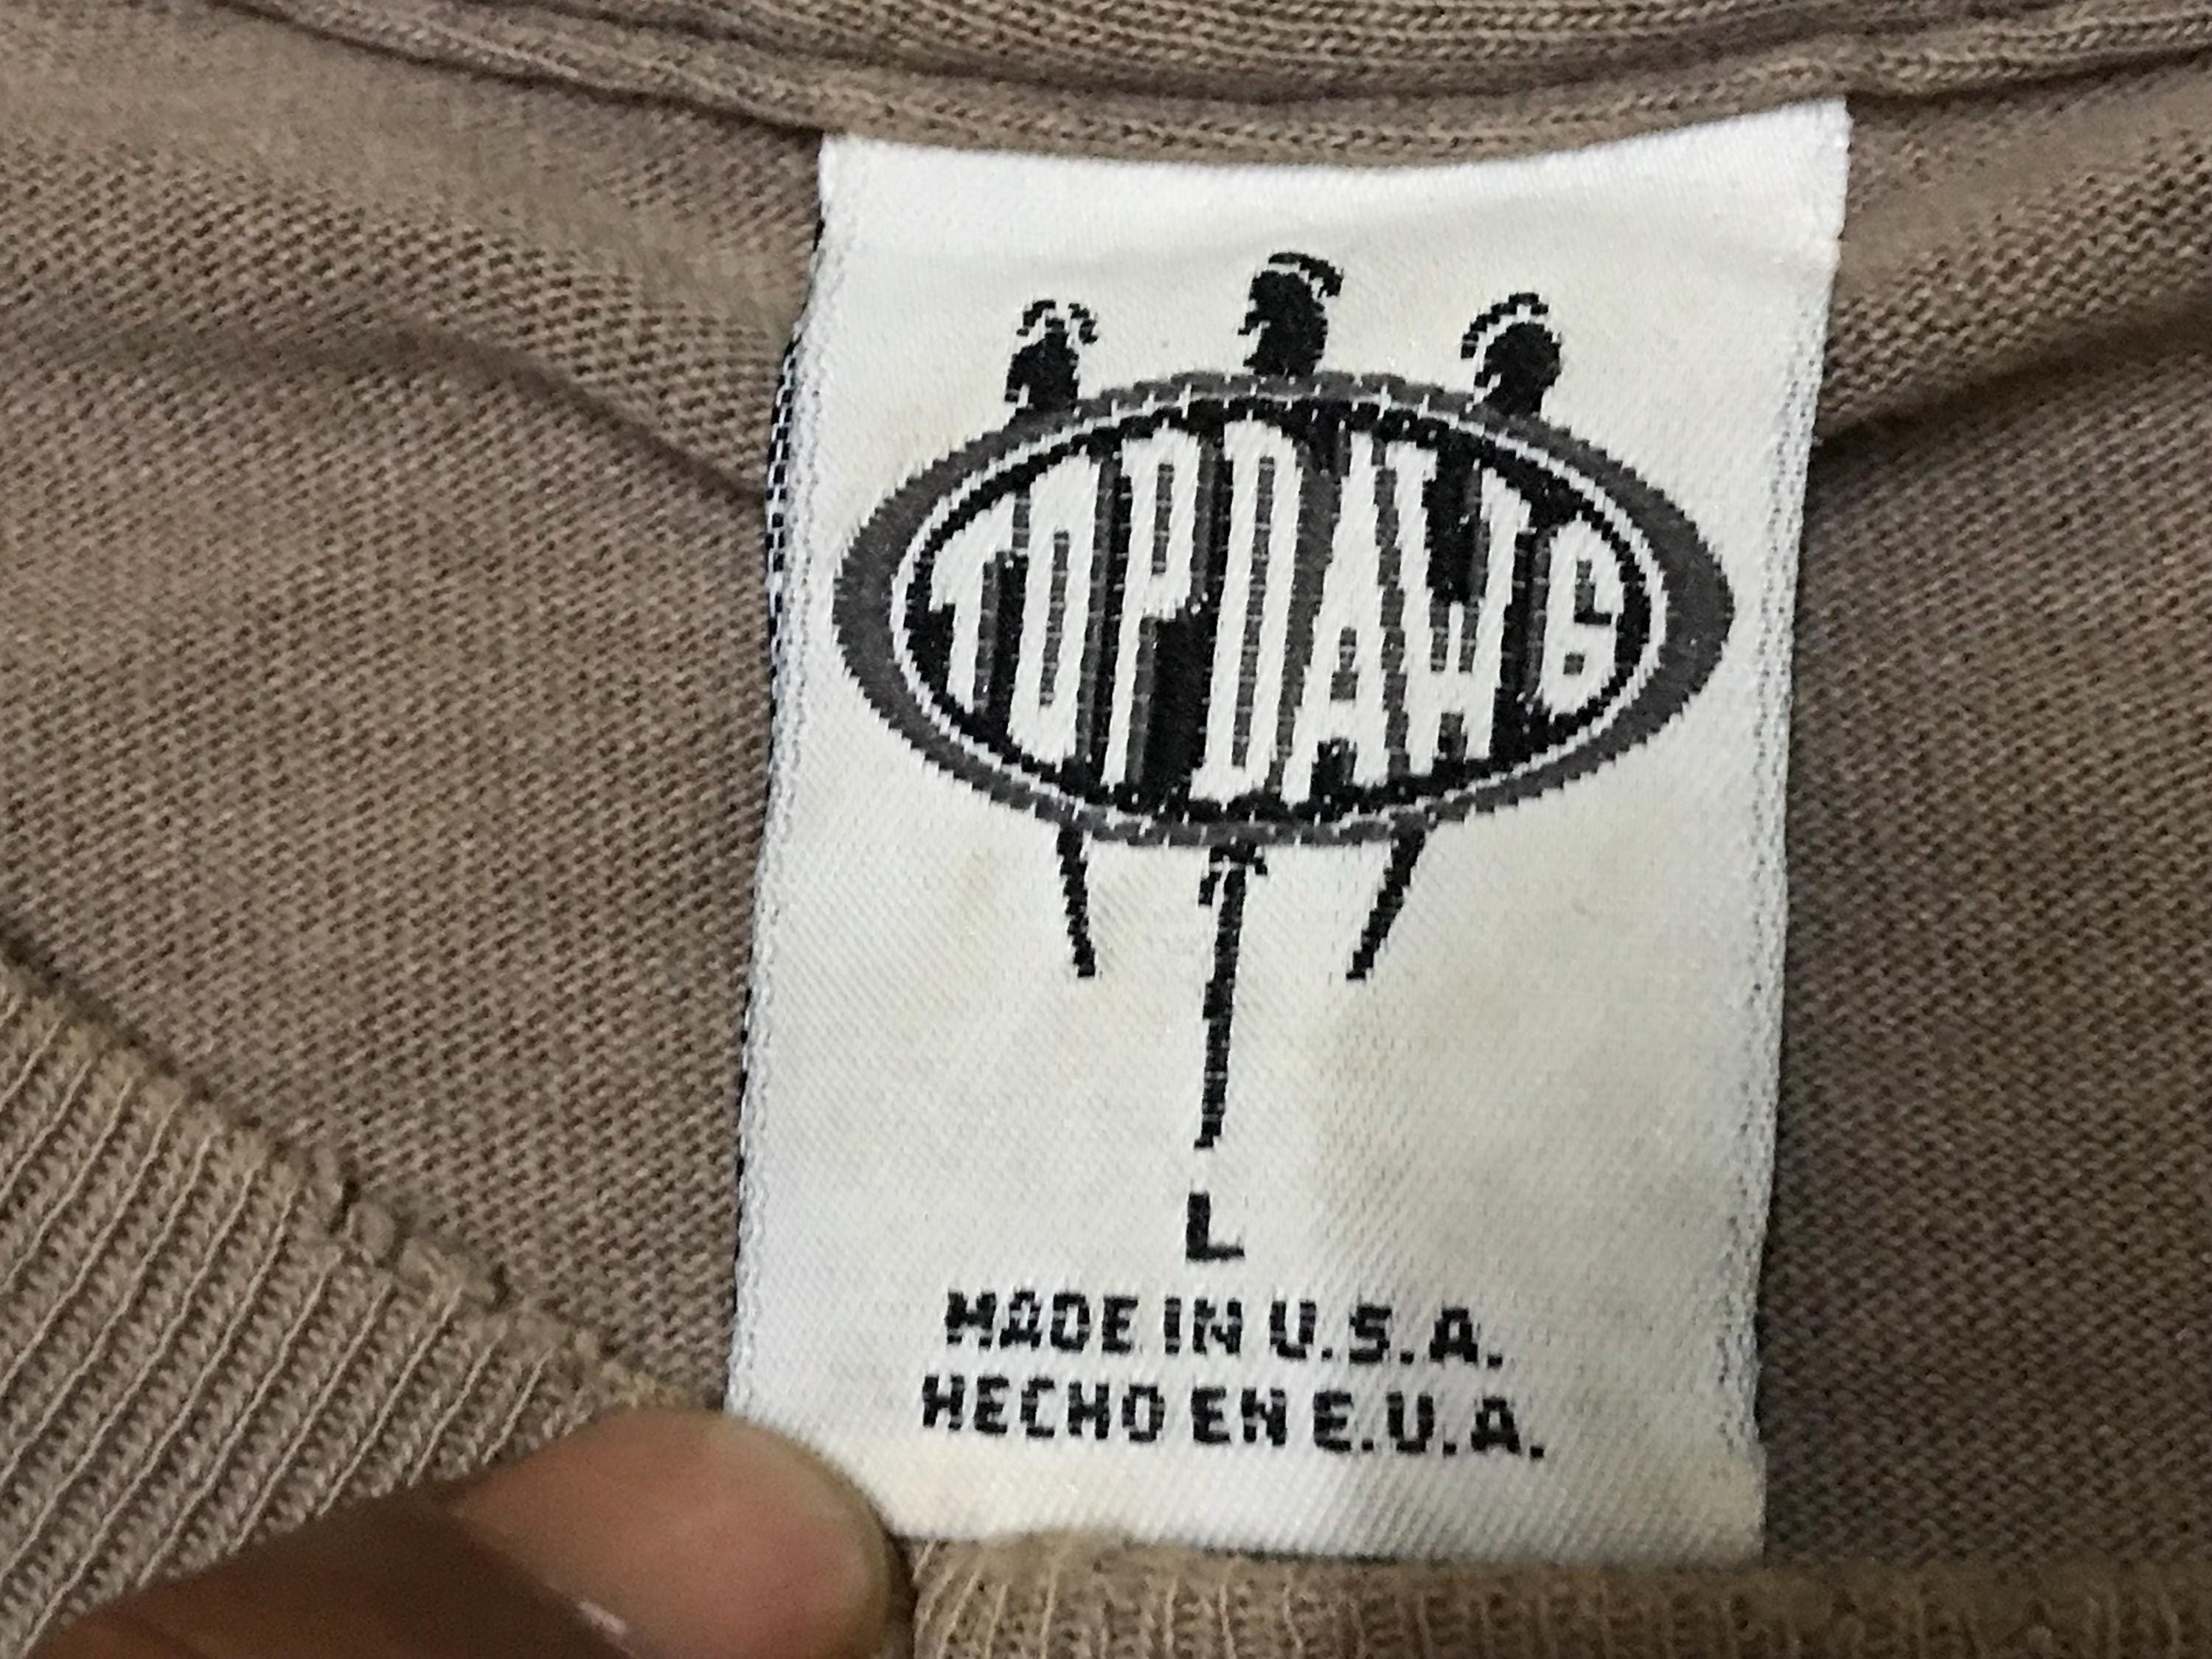 TOPDAWG
L
MADE IN U.S.A.
HECHO EN E.U.A.